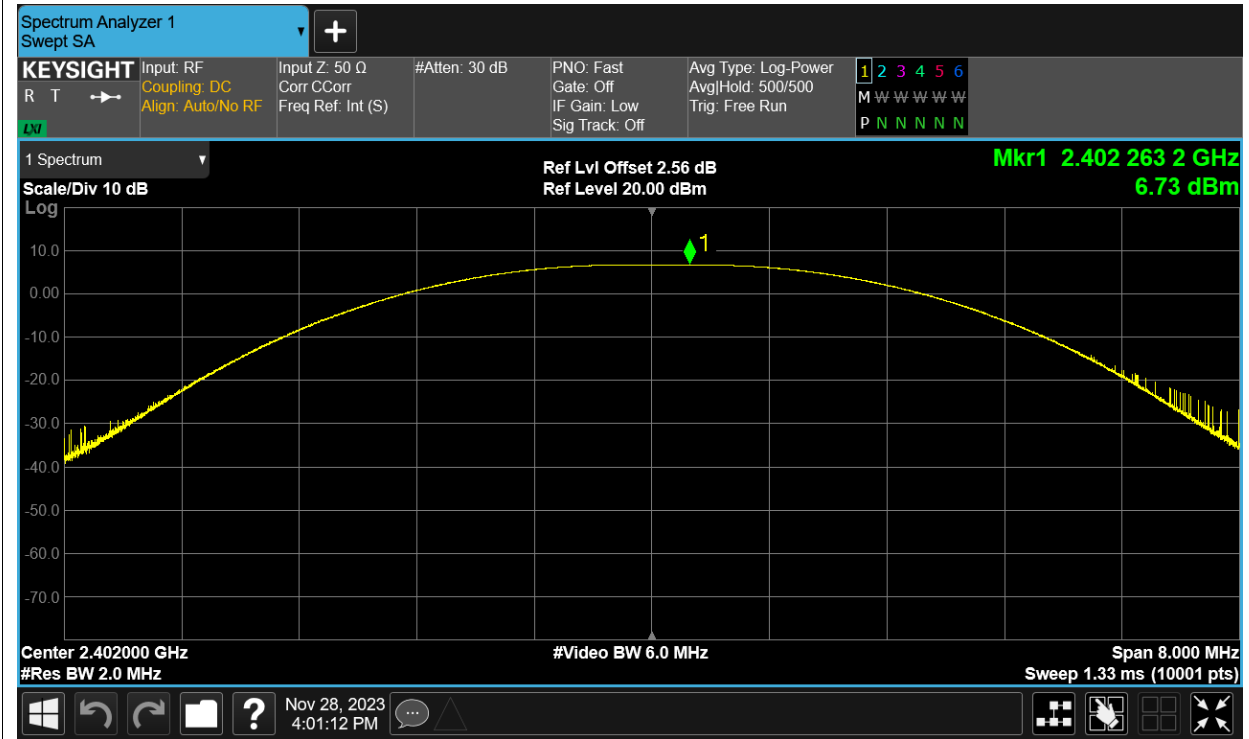 Spectrum Analyzer 1
Swept SA
KEYSIGHT
R T
LXI
Input: RF
Coupling: DC
Align: Auto/No RF
Input Z: 50 Ω
Corr CCorr
Freq Ref: Int (S)
#Atten: 30 dB
PNO: Fast
Gate: Off
IF Gain: Low
Sig Track: Off
Avg Type: Log-Power
Avg|Hold: 500/500
Trig: Free Run
1 2 3 4 5 6
M W W W W W
P N N N N N
1 Spectrum
Scale/Div 10 dB
Log
Ref Lvl Offset 2.56 dB
Ref Level 20.00 dBm
Mkr1 2.402 263 2 GHz
6.73 dBm
1
10.0
0.00
-10.0
-20.0
-30.0
-40.0
-50.0
-60.0
-70.0
Center 2.402000 GHz
#Res BW 2.0 MHz
#Video BW 6.0 MHz
Span 8.000 MHz
Sweep 1.33 ms (10001 pts)
?
Nov 28, 2023
4:01:12 PM